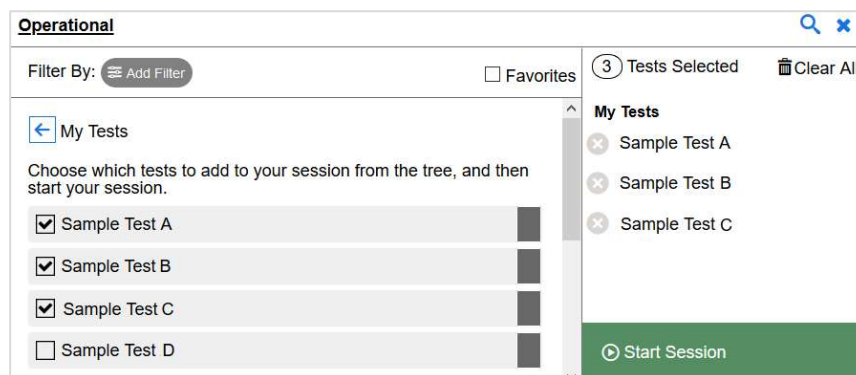 Operational
Filter By: Add Filter
Favorites
My Tests
Choose which tests to add to your session from the tree, and then
start your session.
Sample Test A
Sample Test B
Sample Test C
Sample Test D
3 Tests Selected
Clear All
My Tests
Sample Test A
Sample Test B
Sample Test C
Start Session